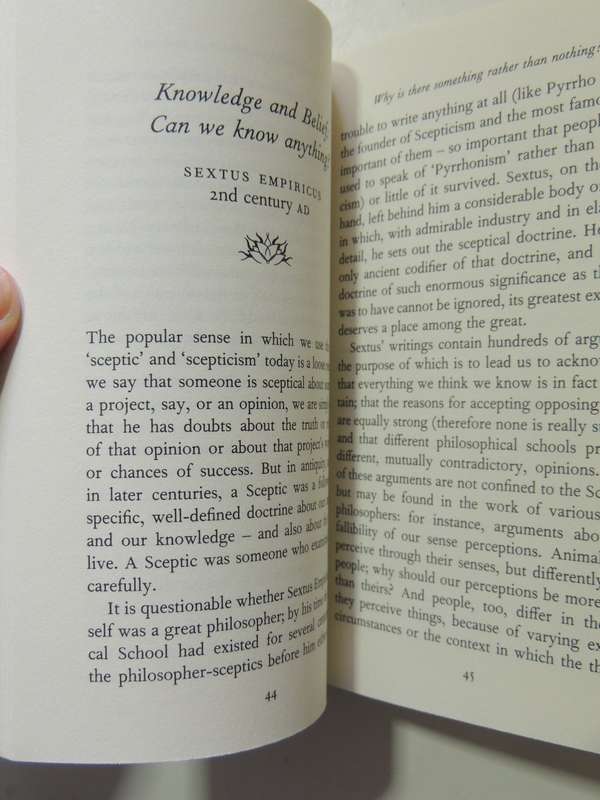 Knowledge and Belief:
Can we know anything?
SEXTUS EMPIRICUS
2nd century AD
The popular sense in which we use
'sceptic' and 'scepticism' today is a loose
we say that someone is sceptical about
a project, say, or an opinion, we are
that he has doubts about the truth or
of that opinion or about that project's
or chances of success. But in antiquity,
in later centuries, a Sceptic was a
specific, well-defined doctrine about our
and our knowledge – and also about
live. A Sceptic was someone who
carefully.
It is questionable whether Sextus
self was a great philosopher; by his time
cal School had existed for several
the philosopher-sceptics before him
44
Why is there something rather than nothing?
trouble to write anything at all (like Pyrrho
the founder of Scepticism and the most
important of them – so important that
used to speak of 'Pyrrhonism' rather than
cism) or little of it survived. Sextus, on the
hand, left behind him a considerable body
in which, with admirable industry and in
detail, he sets out the sceptical doctrine. He
only ancient codifier of that doctrine, and
doctrine of such enormous significance as
was to have cannot be ignored, its greatest
deserves a place among the great.
Sextus' writings contain hundreds of
the purpose of which is to lead us to
that everything we think we know is in fact
tain; that the reasons for accepting opposing
are equally strong (therefore none is really
and that different philosophical schools
different, mutually contradictory, opinions.
of these arguments are not confined to the
but may be found in the work of various
philosophers: for instance, arguments
fallibility of our sense perceptions.
perceive through their senses, but differently
people; why should our perceptions be more
than theirs? And people, too, differ in the
they perceive things, because of varying
circumstances or the context in which the
45